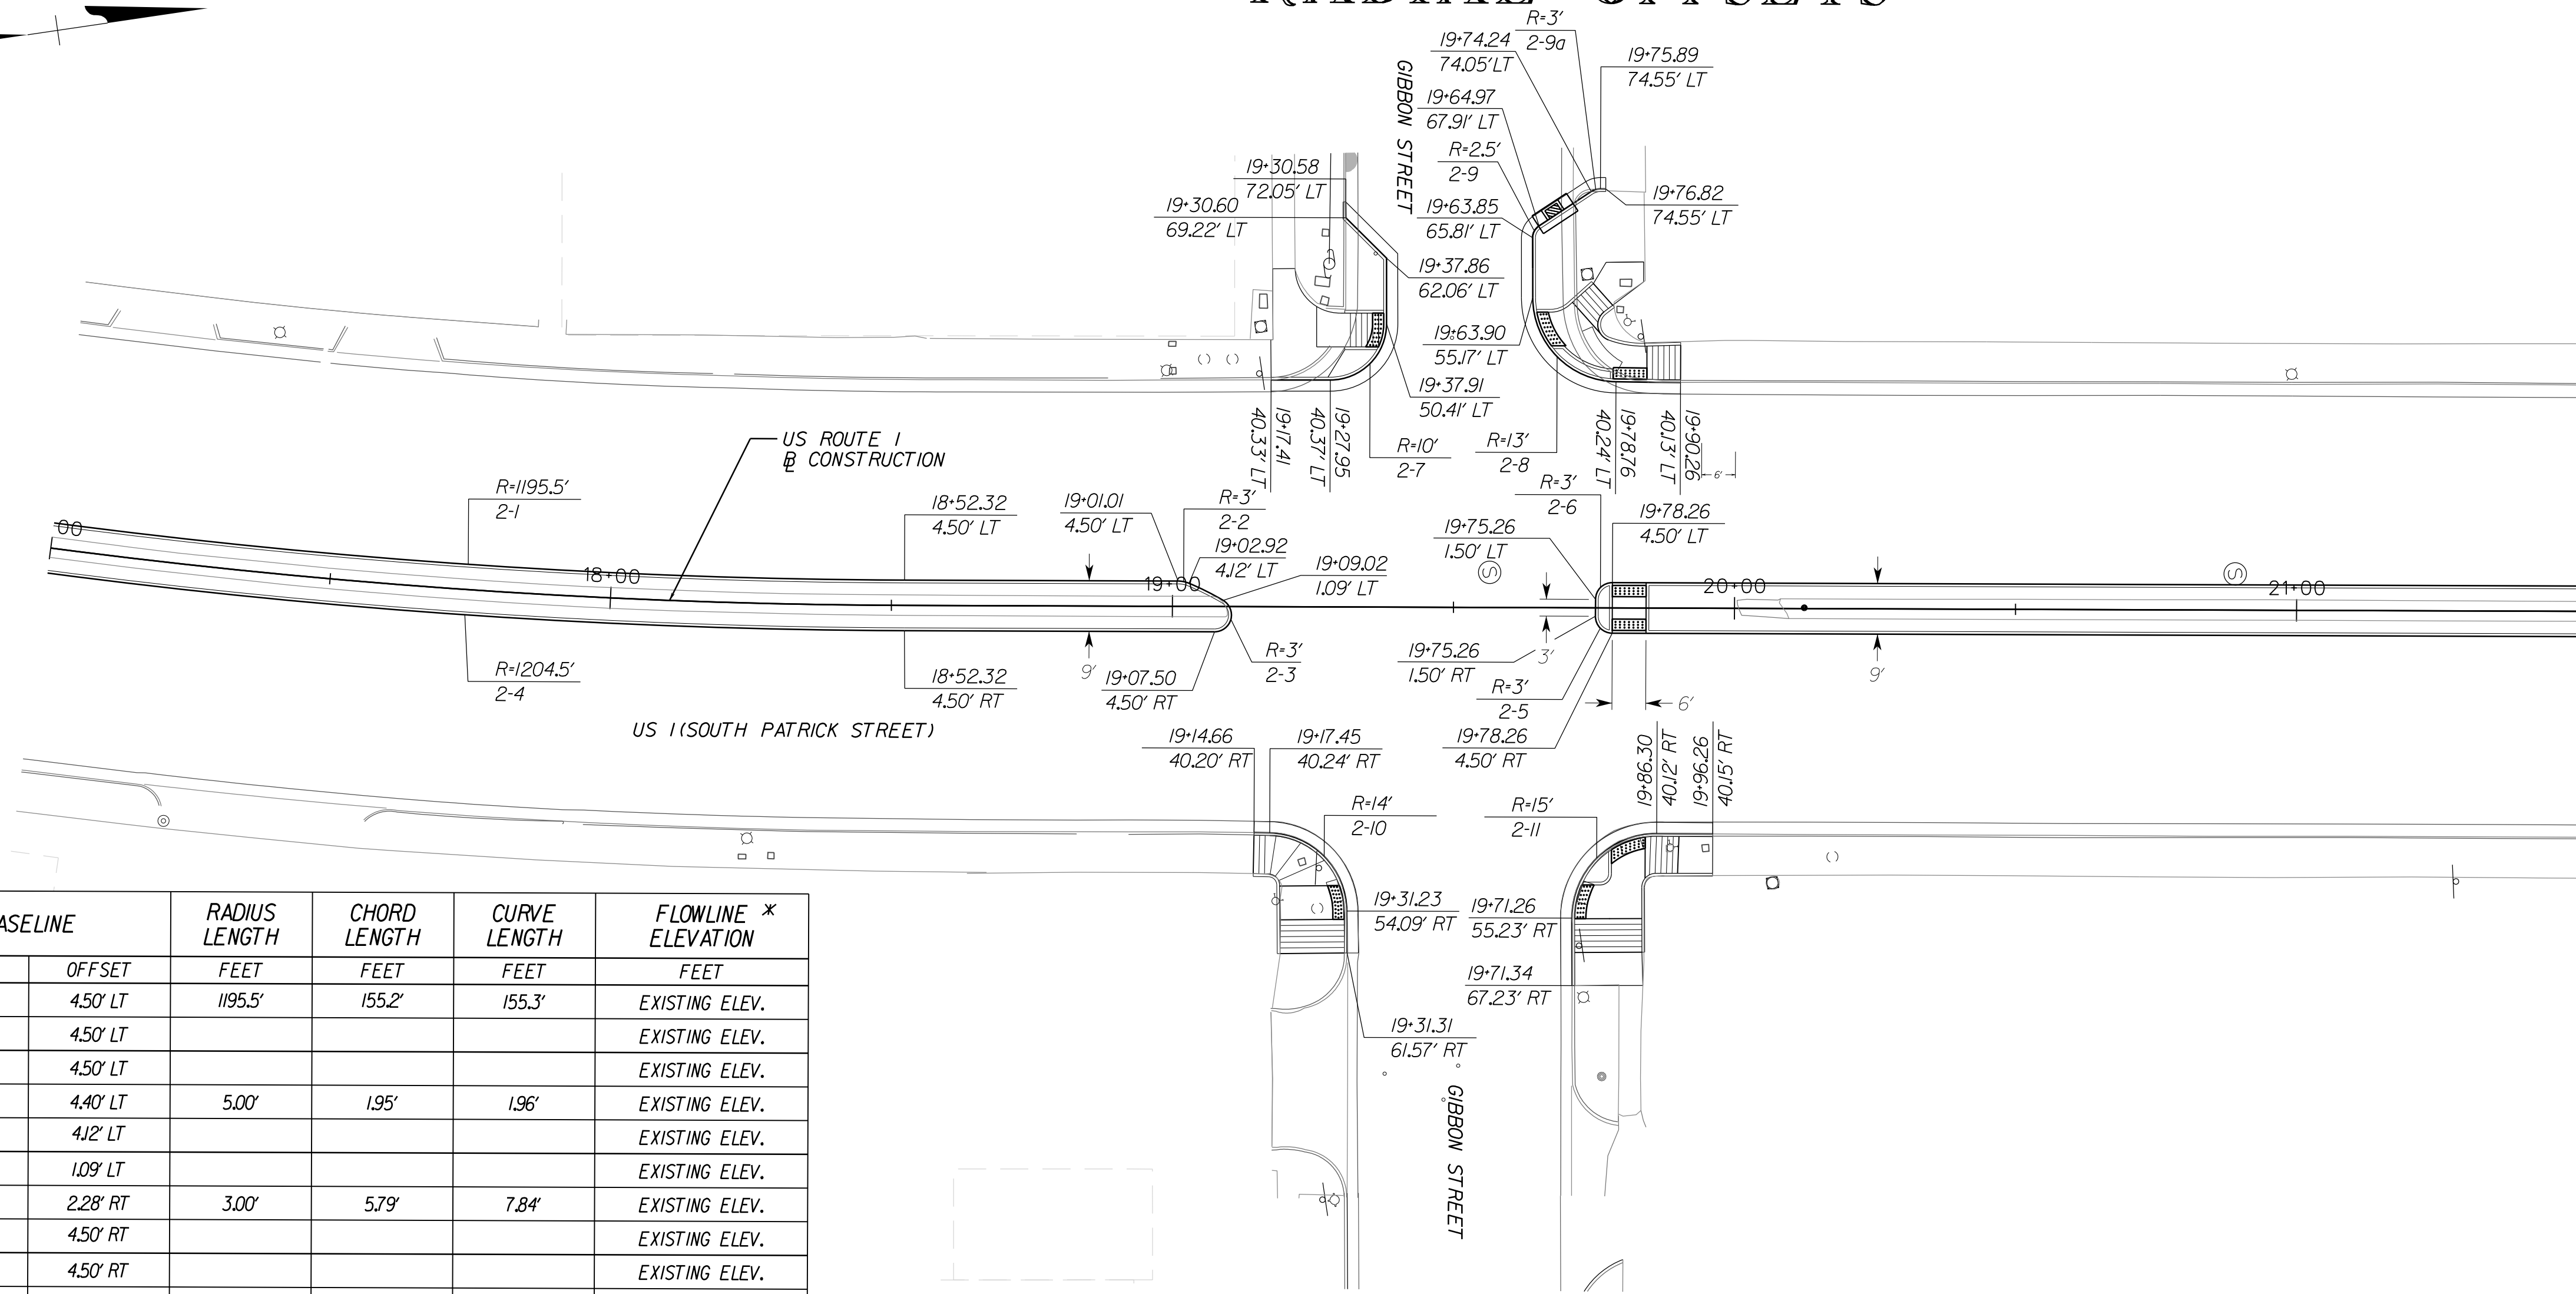 R=3'
2-9a
19+74.24
74.05' LT
19+75.89
74.55' LT
GIBBON STREET
19+64.97
67.91' LT
R=2.5'
2-9
19+30.58
72.05' LT
19+30.60
69.22' LT
19+63.85
65.81' LT
19+76.82
74.55' LT
19+37.86
62.06' LT
19+63.90
55.17' LT
19+37.91
50.41' LT
19+17.41
40.33' LT
19+27.95
40.37' LT
R=10'
2-7
R=13'
2-8
19+78.76
40.24' LT
19+90.26
40.13' LT
6'
US ROUTE 1
BL CONSTRUCTION
R=1195.5'
2-1
18+52.32
4.50' LT
19+01.01
4.50' LT
R=3'
2-2
19+02.92
4.12' LT
19+09.02
1.09' LT
R=3'
2-6
19+75.26
1.50' LT
19+78.26
4.50' LT
S
S
00
18+00
19+00
20+00
21+00
R=1204.5'
2-4
18+52.32
4.50' RT
9'
19+07.50
4.50' RT
R=3'
2-3
19+75.26
1.50' RT
3'
R=3'
2-5
6'
9'
US 1 (SOUTH PATRICK STREET)
19+14.66
40.20' RT
19+17.45
40.24' RT
19+78.26
4.50' RT
19+86.30
40.12' RT
19+96.26
40.15' RT
R=14'
2-10
R=15'
2-11
19+31.23
54.09' RT
19+71.26
55.23' RT
19+71.34
67.23' RT
19+31.31
61.57' RT
GIBBON STREET
ASELINE RADIUS LENGTH CHORD LENGTH CURVE LENGTH FLOWLINE * ELEVATION
OFFSET FEET FEET FEET FEET
4.50' LT 1195.5' 155.2' 155.3' EXISTING ELEV.
4.50' LT EXISTING ELEV.
4.50' LT EXISTING ELEV.
4.40' LT 5.00' 1.95' 1.96' EXISTING ELEV.
4.12' LT EXISTING ELEV.
1.09' LT EXISTING ELEV.
2.28' RT 3.00' 5.79' 7.84' EXISTING ELEV.
4.50' RT EXISTING ELEV.
4.50' RT EXISTING ELEV.